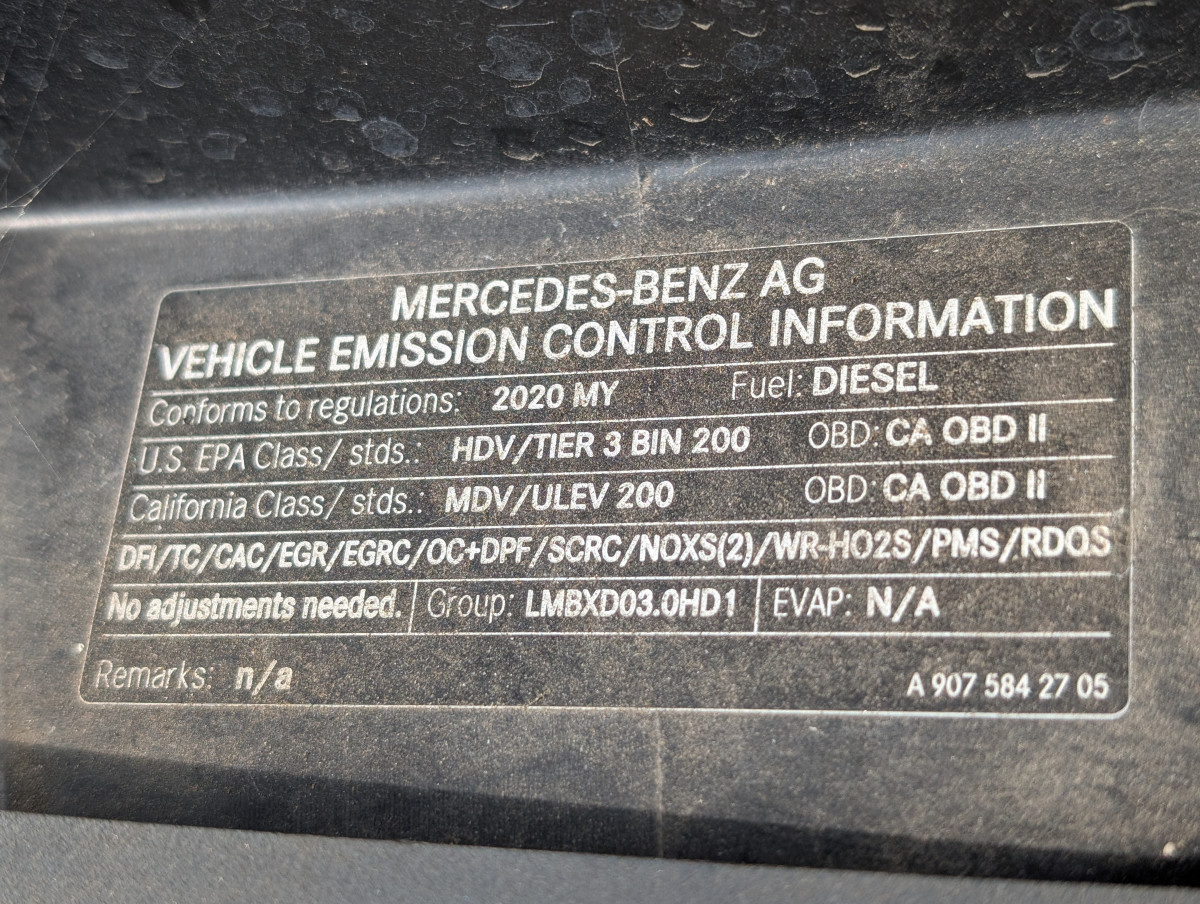 MERCEDES-BENZ AG
VEHICLE EMISSION CONTROL INFORMATION
Conforms to regulations: 2020 MY Fuel: DIESEL
U.S. EPA Class/ stds.: HDV/TIER 3 BIN 200 OBD: CA OBD II
California Class/ stds.: MDV/ULEV 200 OBD: CA OBD II
DFI/TC/CAC/EGR/EGRC/OC+DPF/SCRC/NOXS(2)/WR-HO2S/PMS/RDQS
No adjustments needed. Group: LMBXD03.0HD1 EVAP: N/A
Remarks: n/a A 907 584 27 05